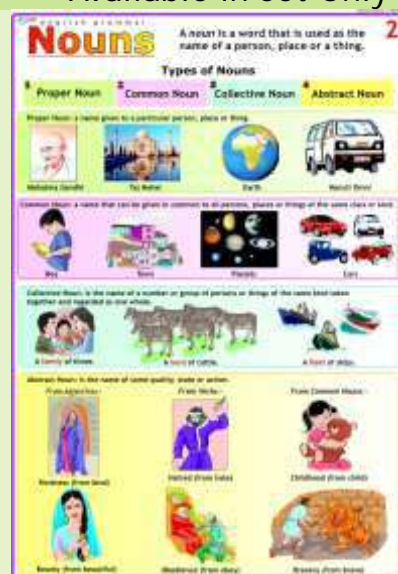 Available in set only
english grammar...
Nouns
2
A noun is a word that is used as the
name of a person, place or a thing.
Types of Nouns
1 Proper Noun
2 Common Noun
3 Collective Noun
4 Abstract Noun
Proper Noun: a name given to a particular person, place or thing.
Mahatma Gandhi
Taj Mahal
Earth
Maruti Omni
Common Noun: a name that can be given in common to all persons, places or things of the same class or kind.
Boy
Town
Planets
Cars
Collective Noun: is the name of a number or group of persons or things of the same kind taken
together and regarded as one whole.
A family of three.
A herd of cattle.
A fleet of ships.
Abstract Noun: is the name of some quality, state or action.
From Adjectives:-
From Verbs:-
From Common Nouns:-
Kindness (from kind)
Hatred (from hate)
Childhood (from child)
Beauty (from beautiful)
Obedience (from obey)
Bravery (from brave)